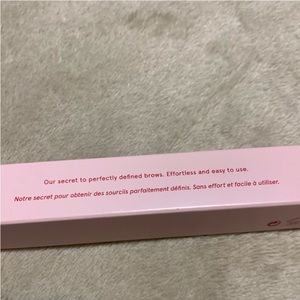 Our secret to perfectly defined brows. Effortless and easy to use.
Notre secret pour obtenir des sourcils parfaitement définis. Sans effort et facile à utiliser.